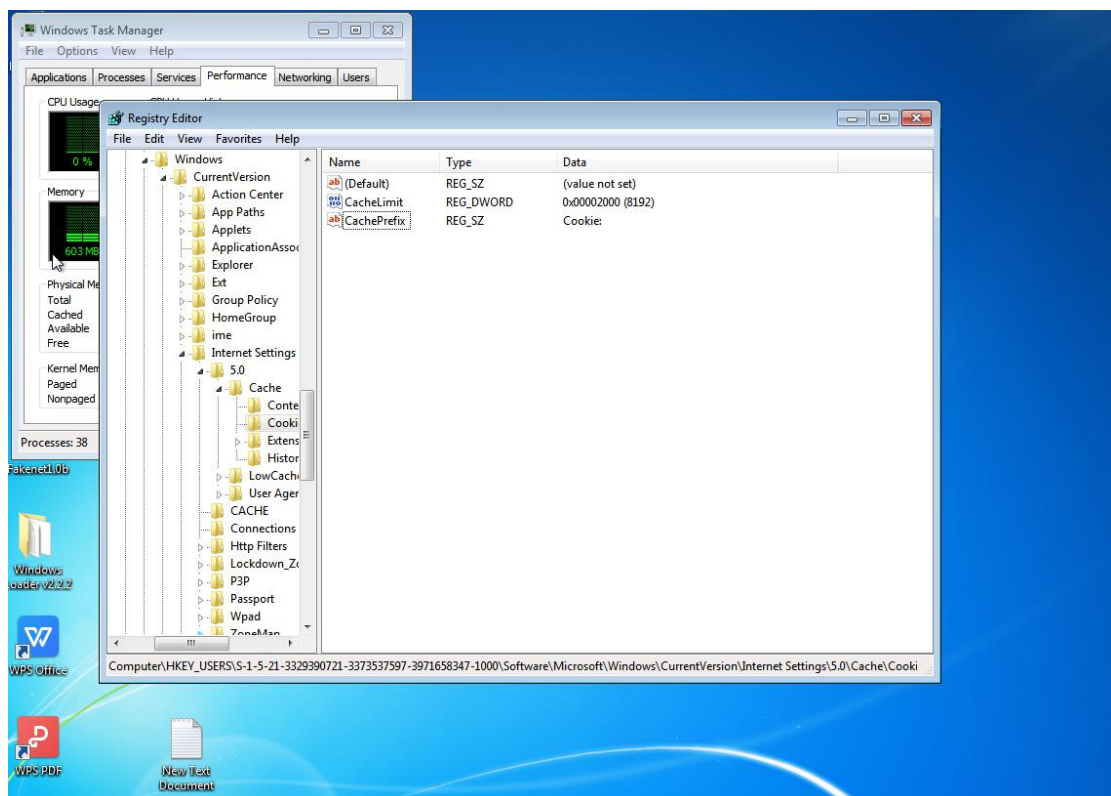 Windows Task Manager
File Options View Help
Applications Processes Services Performance Networking Users
CPU Usage
0 %
Memory
603 MB
Physical Me
Total
Cached
Available
Free
Kernel Mem
Paged
Nonpaged
Processes: 38
Registry Editor
File Edit View Favorites Help
Windows
CurrentVersion
Action Center
App Paths
Applets
ApplicationAssoc
Explorer
Ext
Group Policy
HomeGroup
ime
Internet Settings
5.0
Cache
Conte
Cooki
Extens
Histor
LowCache
User Ager
CACHE
Connections
Http Filters
Lockdown_Zo
P3P
Passport
Wpad
ZoneMap
Name Type Data
(Default) REG_SZ (value not set)
CacheLimit REG_DWORD 0x00002000 (8192)
CachePrefix REG_SZ Cookie:
Computer\HKEY_USERS\S-1-5-21-3329390721-3373537597-3971658347-1000\Software\Microsoft\Windows\CurrentVersion\Internet Settings\5.0\Cache\Cooki
Fakenet1.0b
Windows
Loader v2.2.2
WPS Office
WPS PDF
New Text
Document